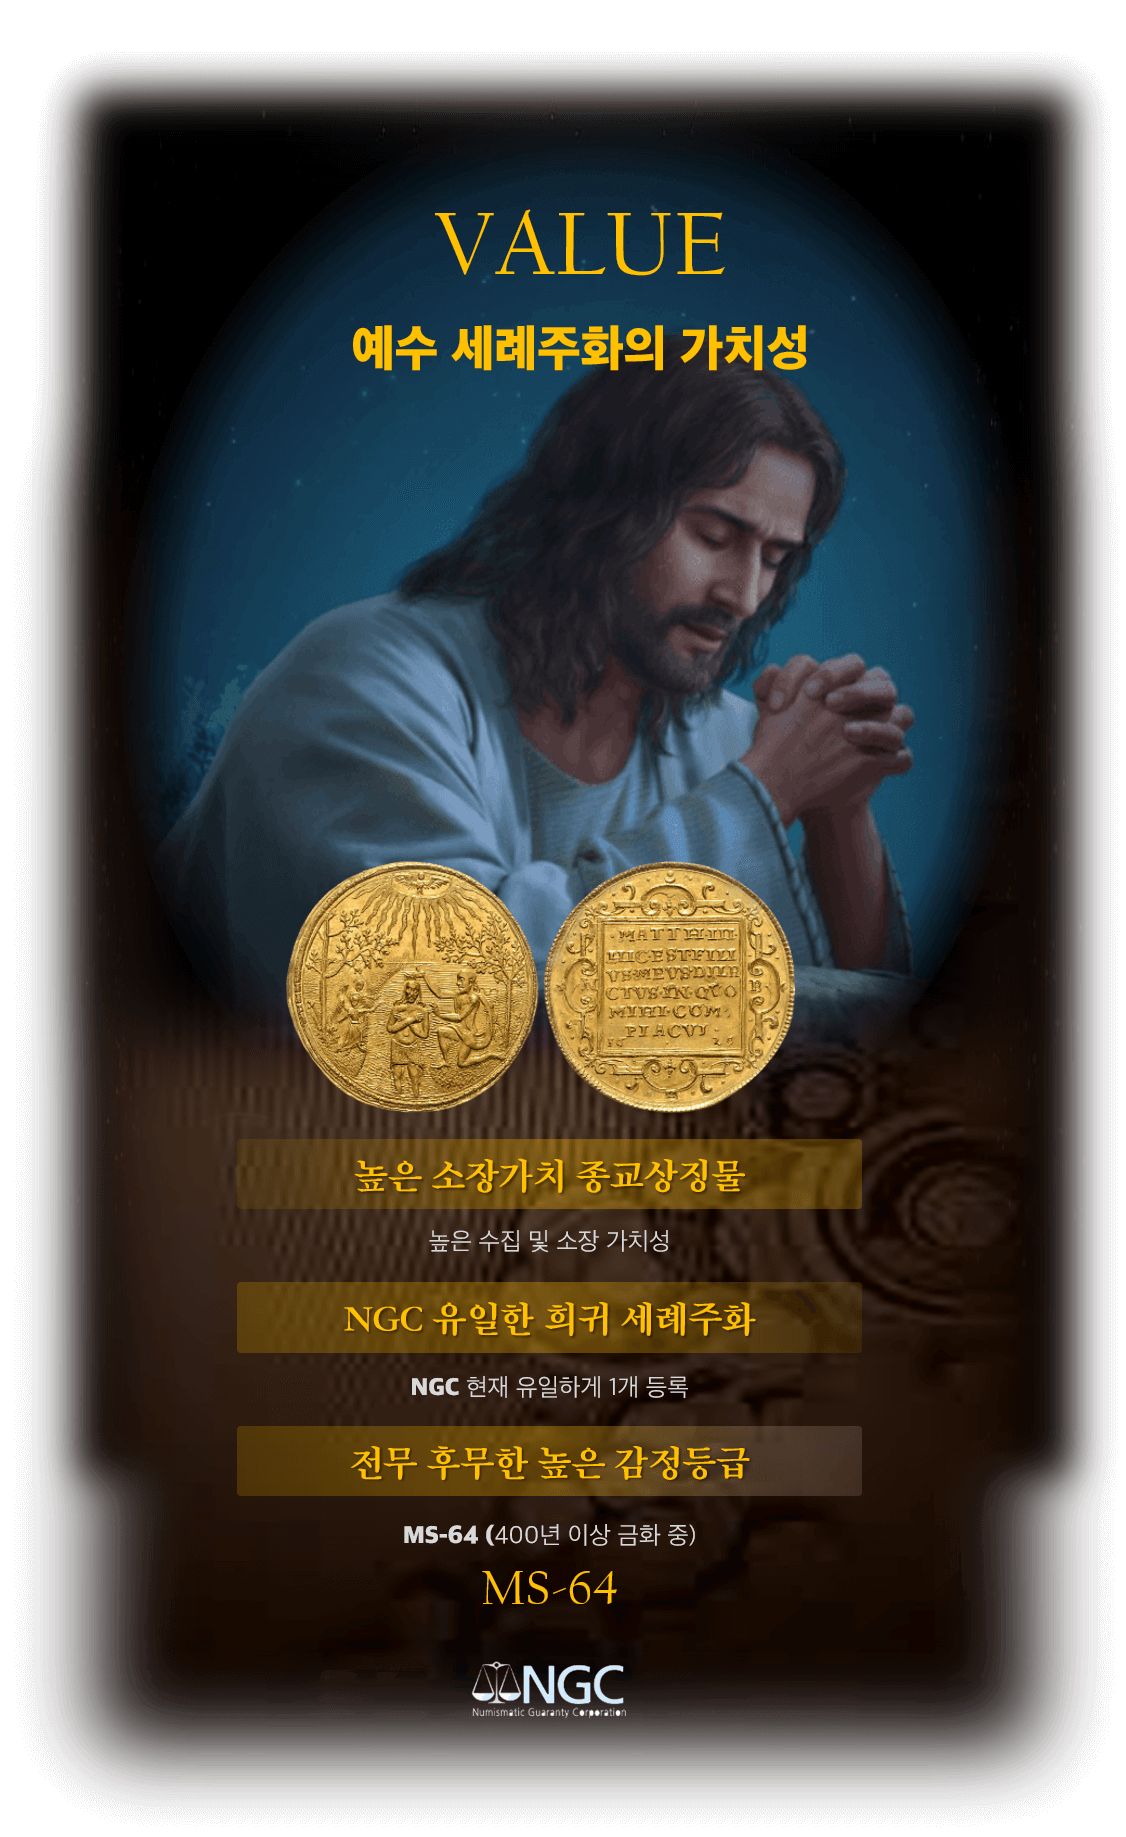 VALUE
예수 세례주화의 가치성
·MATTH·III·
HIC·EST·FILI
VS·MEVS·DILE
CTVS·IN·QVO
MIHI·COM·
PLACVI·
높은 소장가치 종교상징물
높은 수집 및 소장 가치성
NGC 유일한 희귀 세례주화
NGC 현재 유일하게 1개 등록
전무 후무한 높은 감정등급
MS-64 (400년 이상 금화 중)
MS-64
NGC
Numismatic Guaranty Corporation